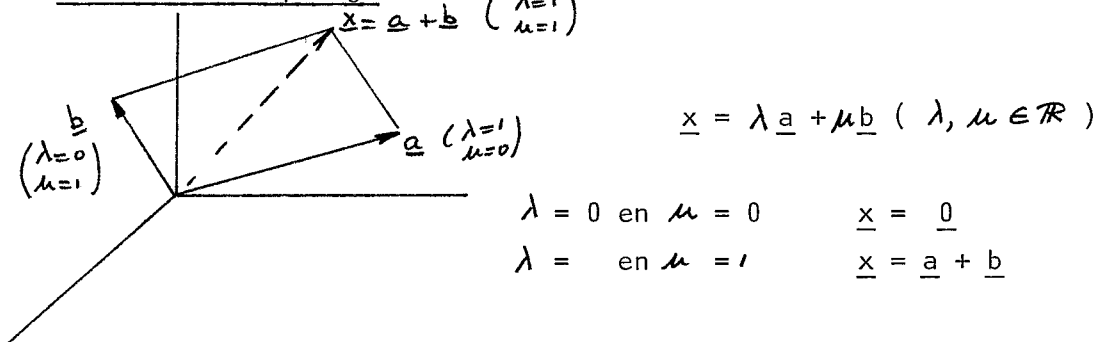 x = a + b (λ=1
μ=1)
b
(λ=0
μ=1)
a (λ=1
μ=0)
x = λa + μb ( λ, μ ∈ ℝ )
λ = 0 en μ = 0 x = 0
λ = en μ = 1 x = a + b